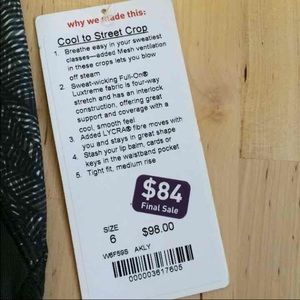 why we made this:
Cool to Street Crop
1. Breathe easy in your sweatiest
classes—added Mesh ventilation
in these crops lets you blow
off steam
2. Sweat-wicking Full-On®
Luxtreme fabric is four-way
stretch and has an interlock
construction, offering great
support and coverage with a
cool, smooth feel
3. Added LYCRA® fibre moves with
you and stays in great shape
4. Stash your lip balm, cards or
keys in the waistband pocket
5. Tight fit, medium rise
$84
Final Sale
SIZE
6 $98.00
W6F59S AKLY
000003617605